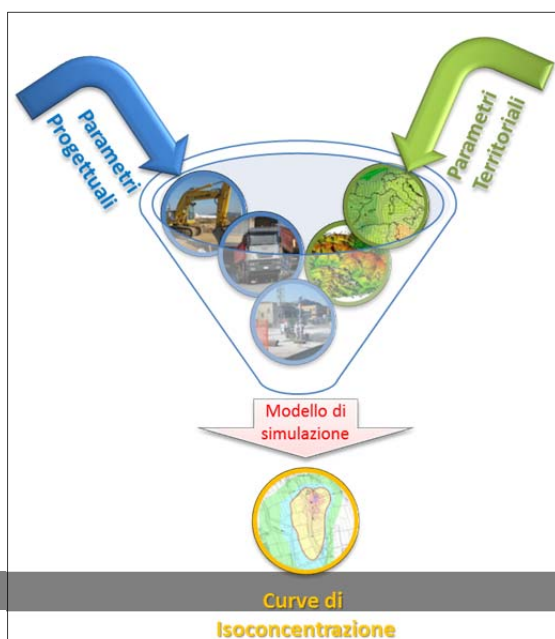 Parametri
Progettuali
Parametri
Territoriali
Modello di
simulazione
Curve di
Isoconcentrazione